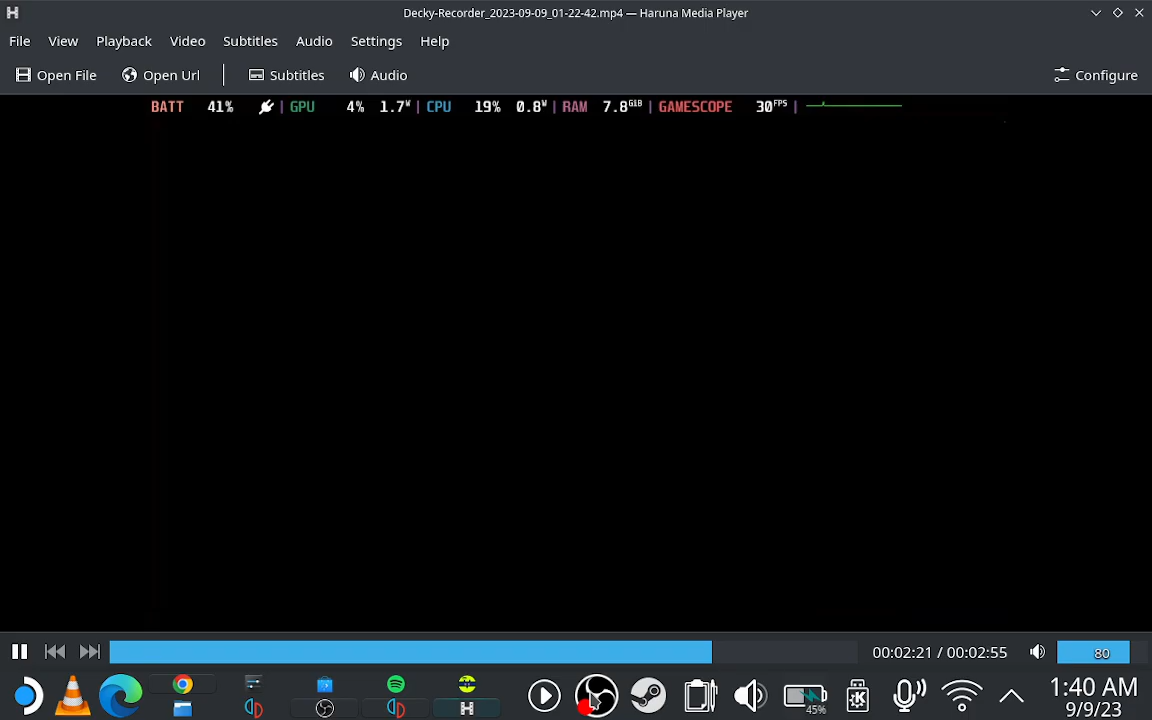 Decky-Recorder_2023-09-09_01-22-42.mp4 — Haruna Media Player
File View Playback Video Subtitles Audio Settings Help
Open File Open Url Subtitles Audio Configure
BATT 41% | GPU 4% 1.7W | CPU 19% 0.8W | RAM 7.8GiB | GAMESCOPE 30FPS |
00:02:21 / 00:02:55 80
45%
1:40 AM
9/9/23